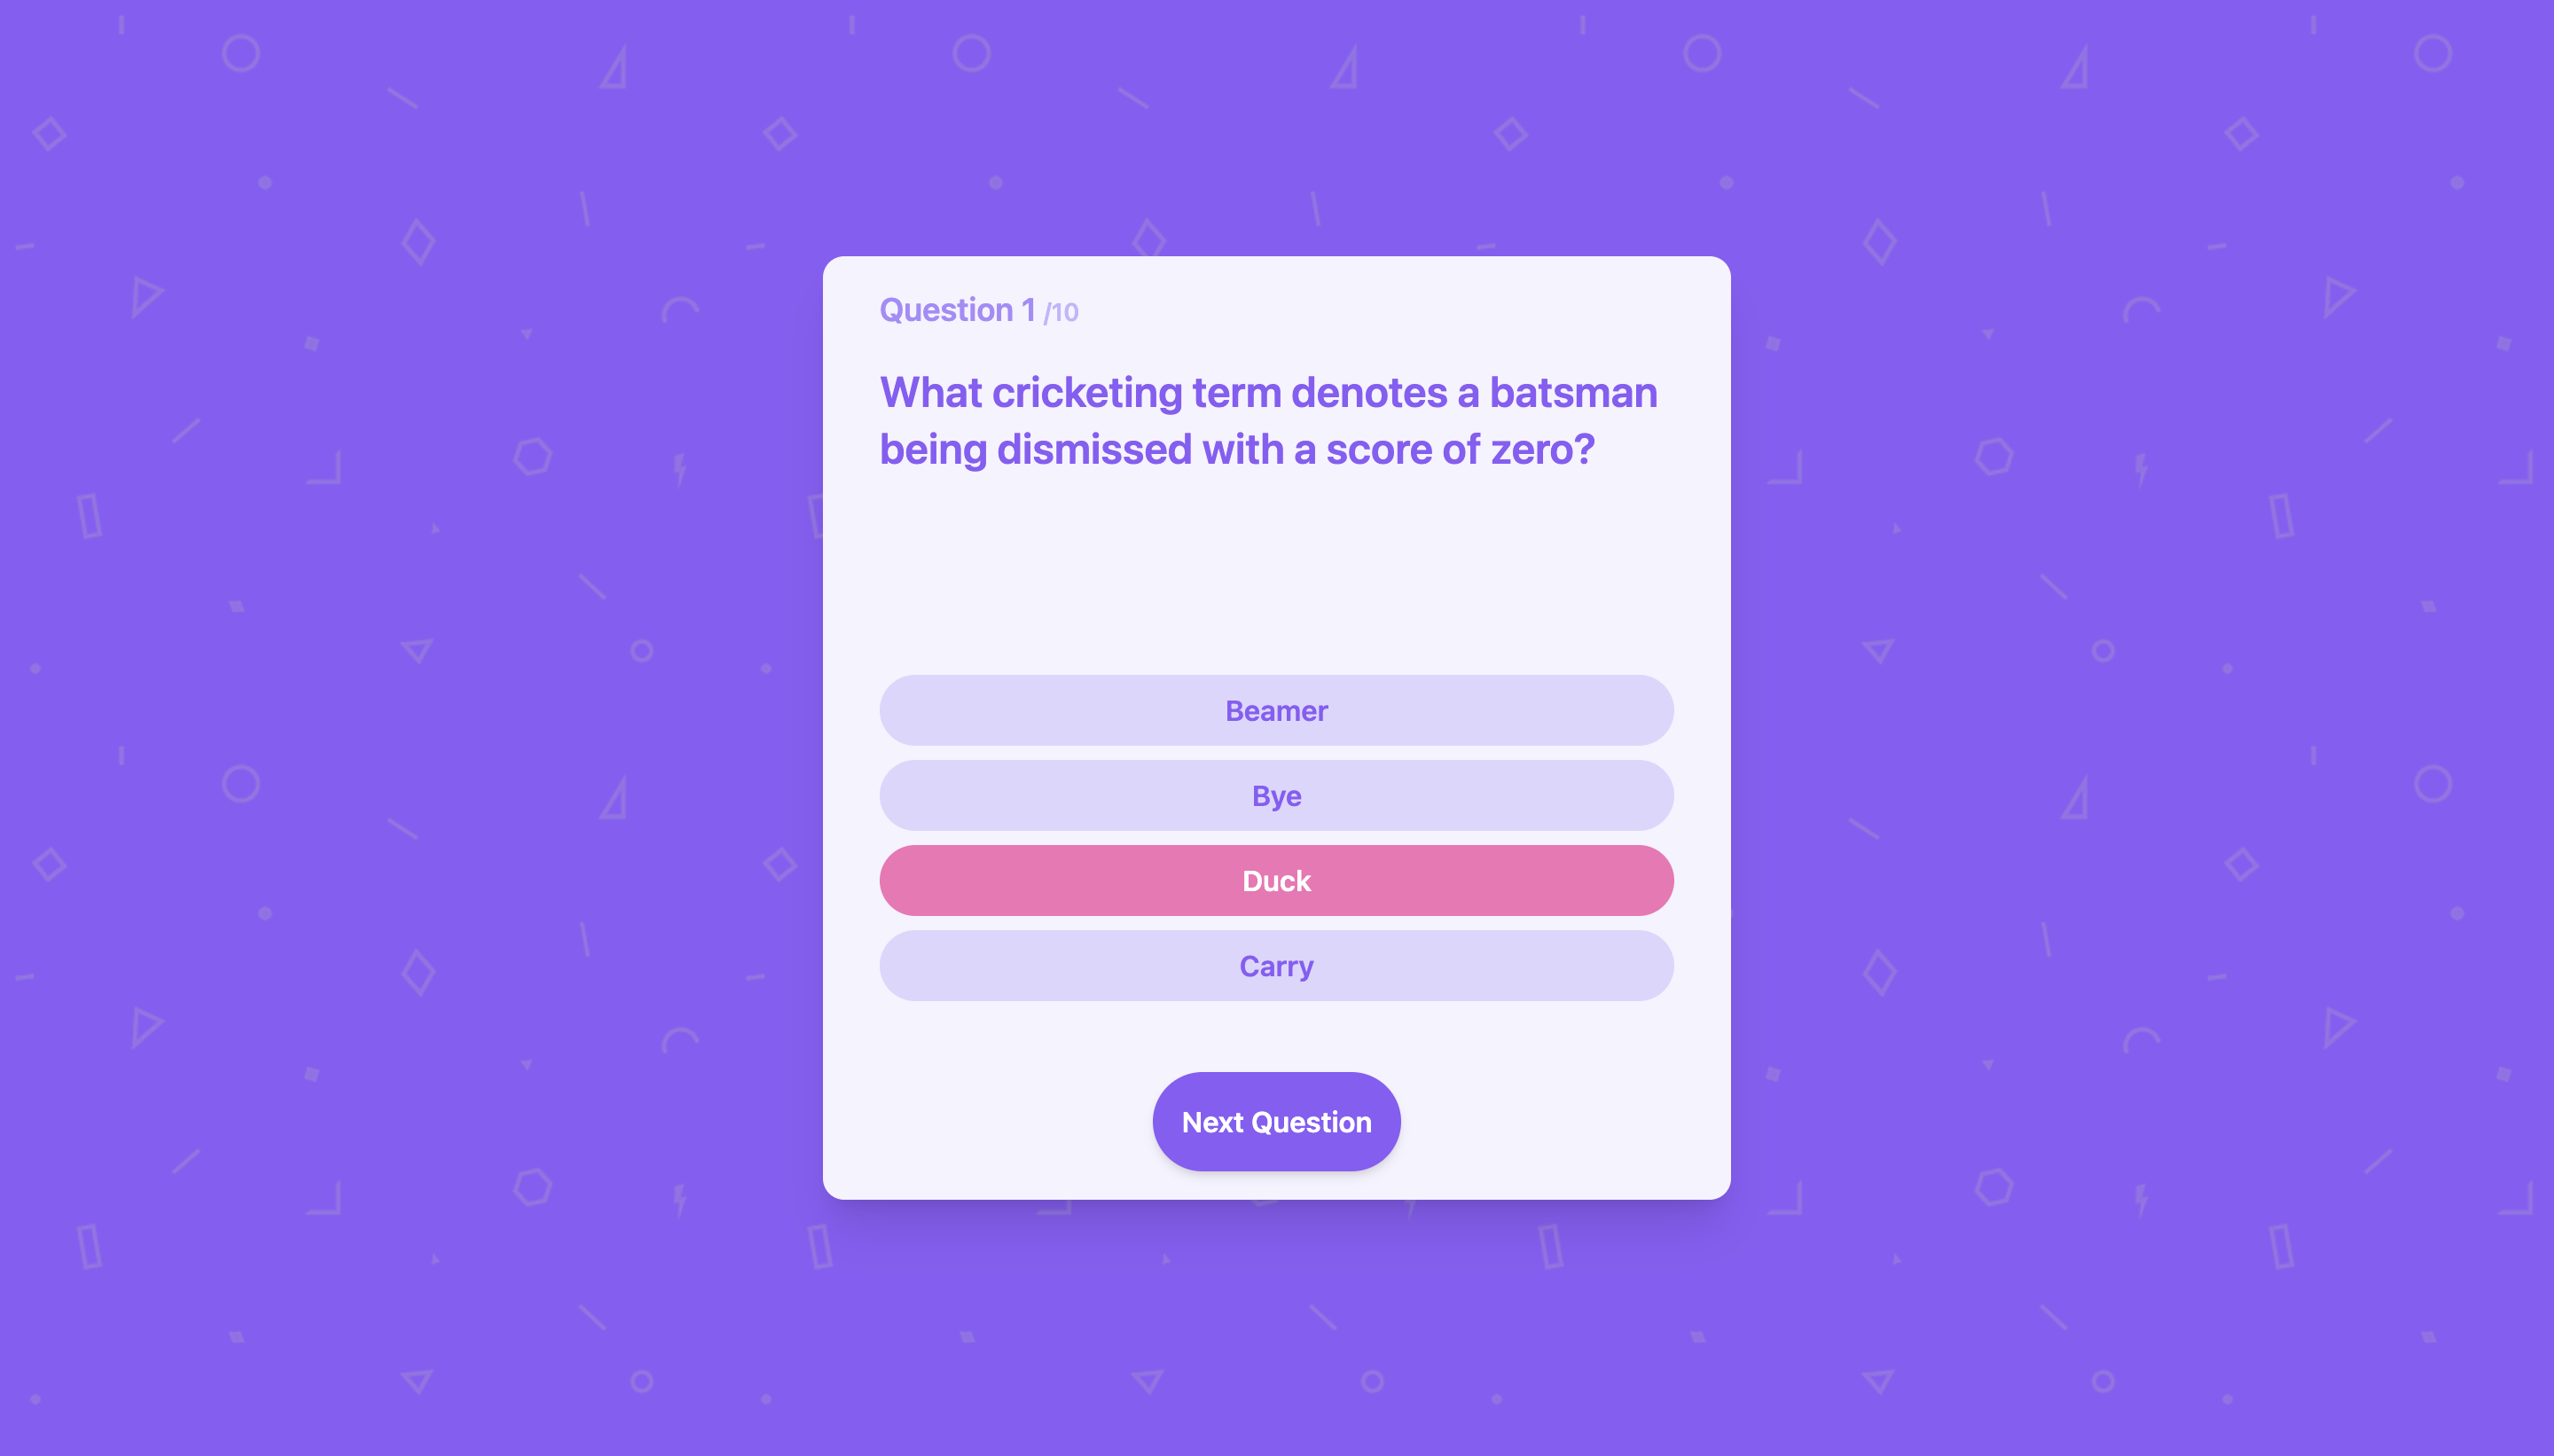 Question 1 /10
What cricketing term denotes a batsman
being dismissed with a score of zero?
Beamer
Bye
Duck
Carry
Next Question